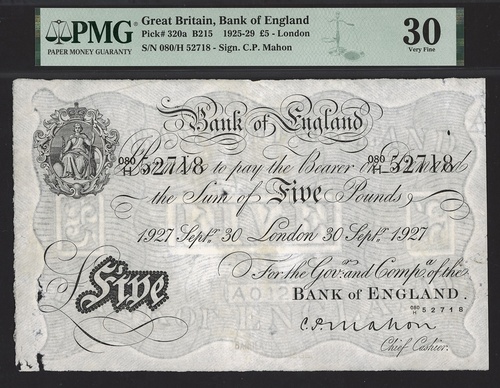 PMG
PAPER MONEY GUARANTY
Great Britain, Bank of England
Pick# 320a B215 1925-29 £5 - London
S/N 080/H 52718 - Sign. C.P. Mahon
30
Very Fine
Bank of England
080/H 52718 080/H 52718
to pay the Bearer on Demand
the Sum of Five Pounds
1927 Septr. 30 London 30 Septr. 1927
For the Govr. and Compa. of the
BANK OF ENGLAND.
£ Five
080/H 52718
C.P. Mahon
Chief Cashier.